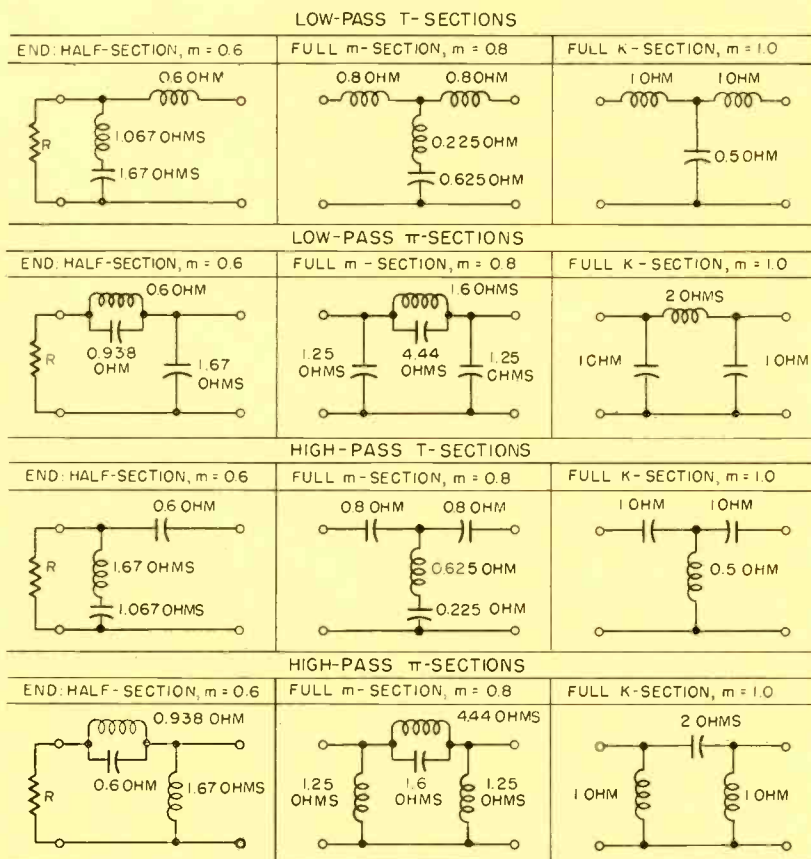 LOW-PASS T-SECTIONS
END: HALF-SECTION, m = 0.6
FULL m-SECTION, m = 0.8
FULL K-SECTION, m = 1.0
0.6 OHM
R
1.067 OHMS
1.67 OHMS
0.8 OHM
0.8 OHM
0.225 OHM
0.625 OHM
1 OHM
1 OHM
0.5 OHM
LOW-PASS π-SECTIONS
END: HALF-SECTION, m = 0.6
FULL m-SECTION, m = 0.8
FULL K-SECTION, m = 1.0
0.6 OHM
R
0.938
OHM
1.67
OHMS
1.6 OHMS
1.25
OHMS
4.44
OHMS
1.25
OHMS
2 OHMS
1 OHM
1 OHM
HIGH-PASS T-SECTIONS
END: HALF-SECTION, m = 0.6
FULL m-SECTION, m = 0.8
FULL K-SECTION, m = 1.0
0.6 OHM
R
1.67 OHMS
1.067 OHMS
0.8 OHM
0.8 OHM
0.625 OHM
0.225 OHM
1 OHM
1 OHM
0.5 OHM
HIGH-PASS π-SECTIONS
END: HALF-SECTION, m = 0.6
FULL m-SECTION, m = 0.8
FULL K-SECTION, m = 1.0
0.938 OHM
R
0.6 OHM
1.67 OHMS
4.44 OHMS
1.25
OHMS
1.6
OHMS
1.25
OHMS
2 OHMS
1 OHM
1 OHM